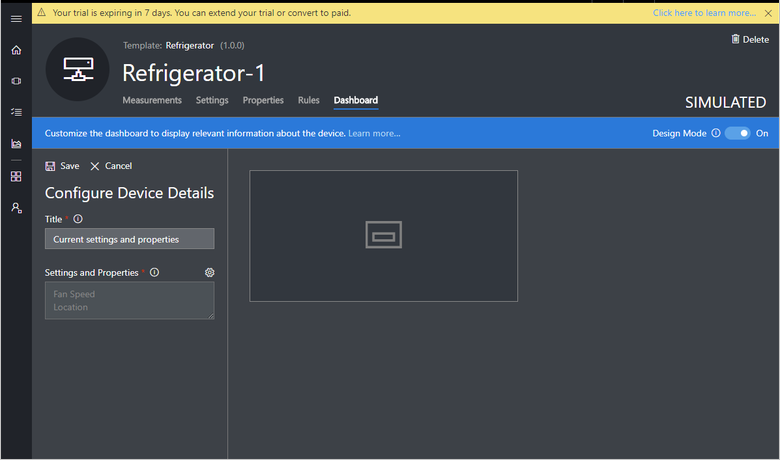 Your trial is expiring in 7 days. You can extend your trial or convert to paid.
Click here to learn more...
Template: Refrigerator (1.0.0)
Delete
Refrigerator-1
Measurements Settings Properties Rules Dashboard
SIMULATED
Customize the dashboard to display relevant information about the device. Learn more...
Design Mode On
Save Cancel
Configure Device Details
Title *
Current settings and properties
Settings and Properties *
Fan Speed
Location